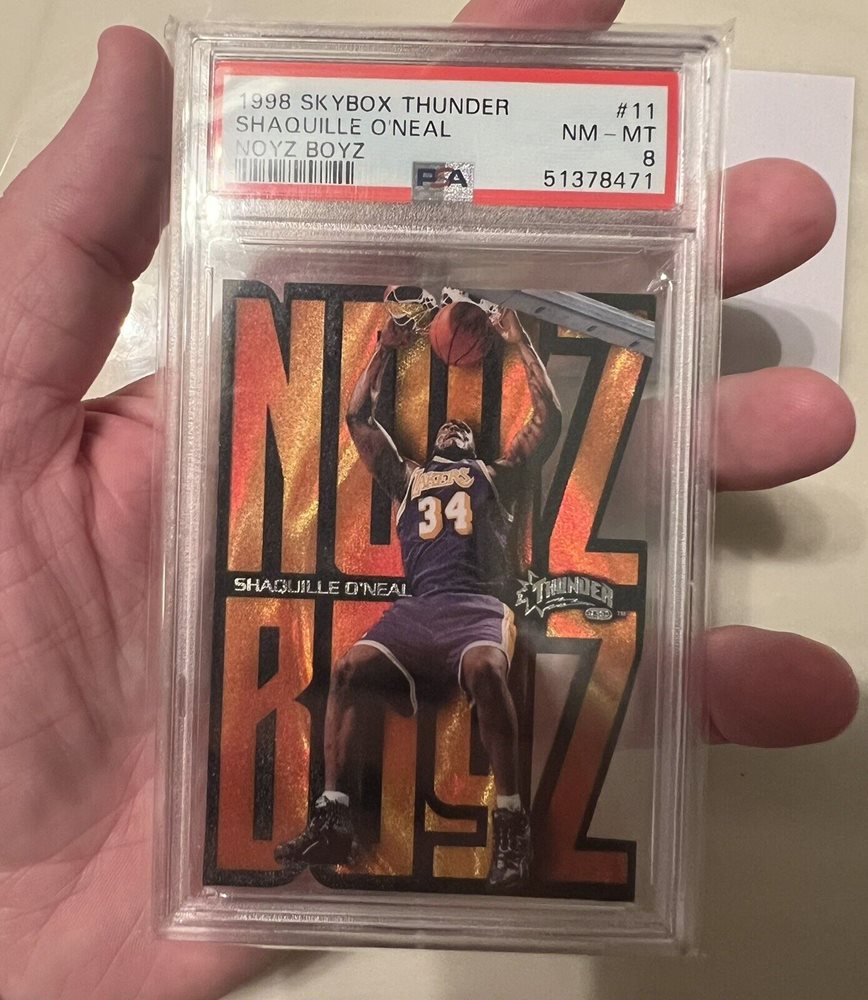 1998 SKYBOX THUNDER #11
SHAQUILLE O'NEAL NM - MT
NOYZ BOYZ 8
PSA 51378471
NOYZ
LAKERS
34
SHAQUILLE O'NEAL THUNDER
BOYZ